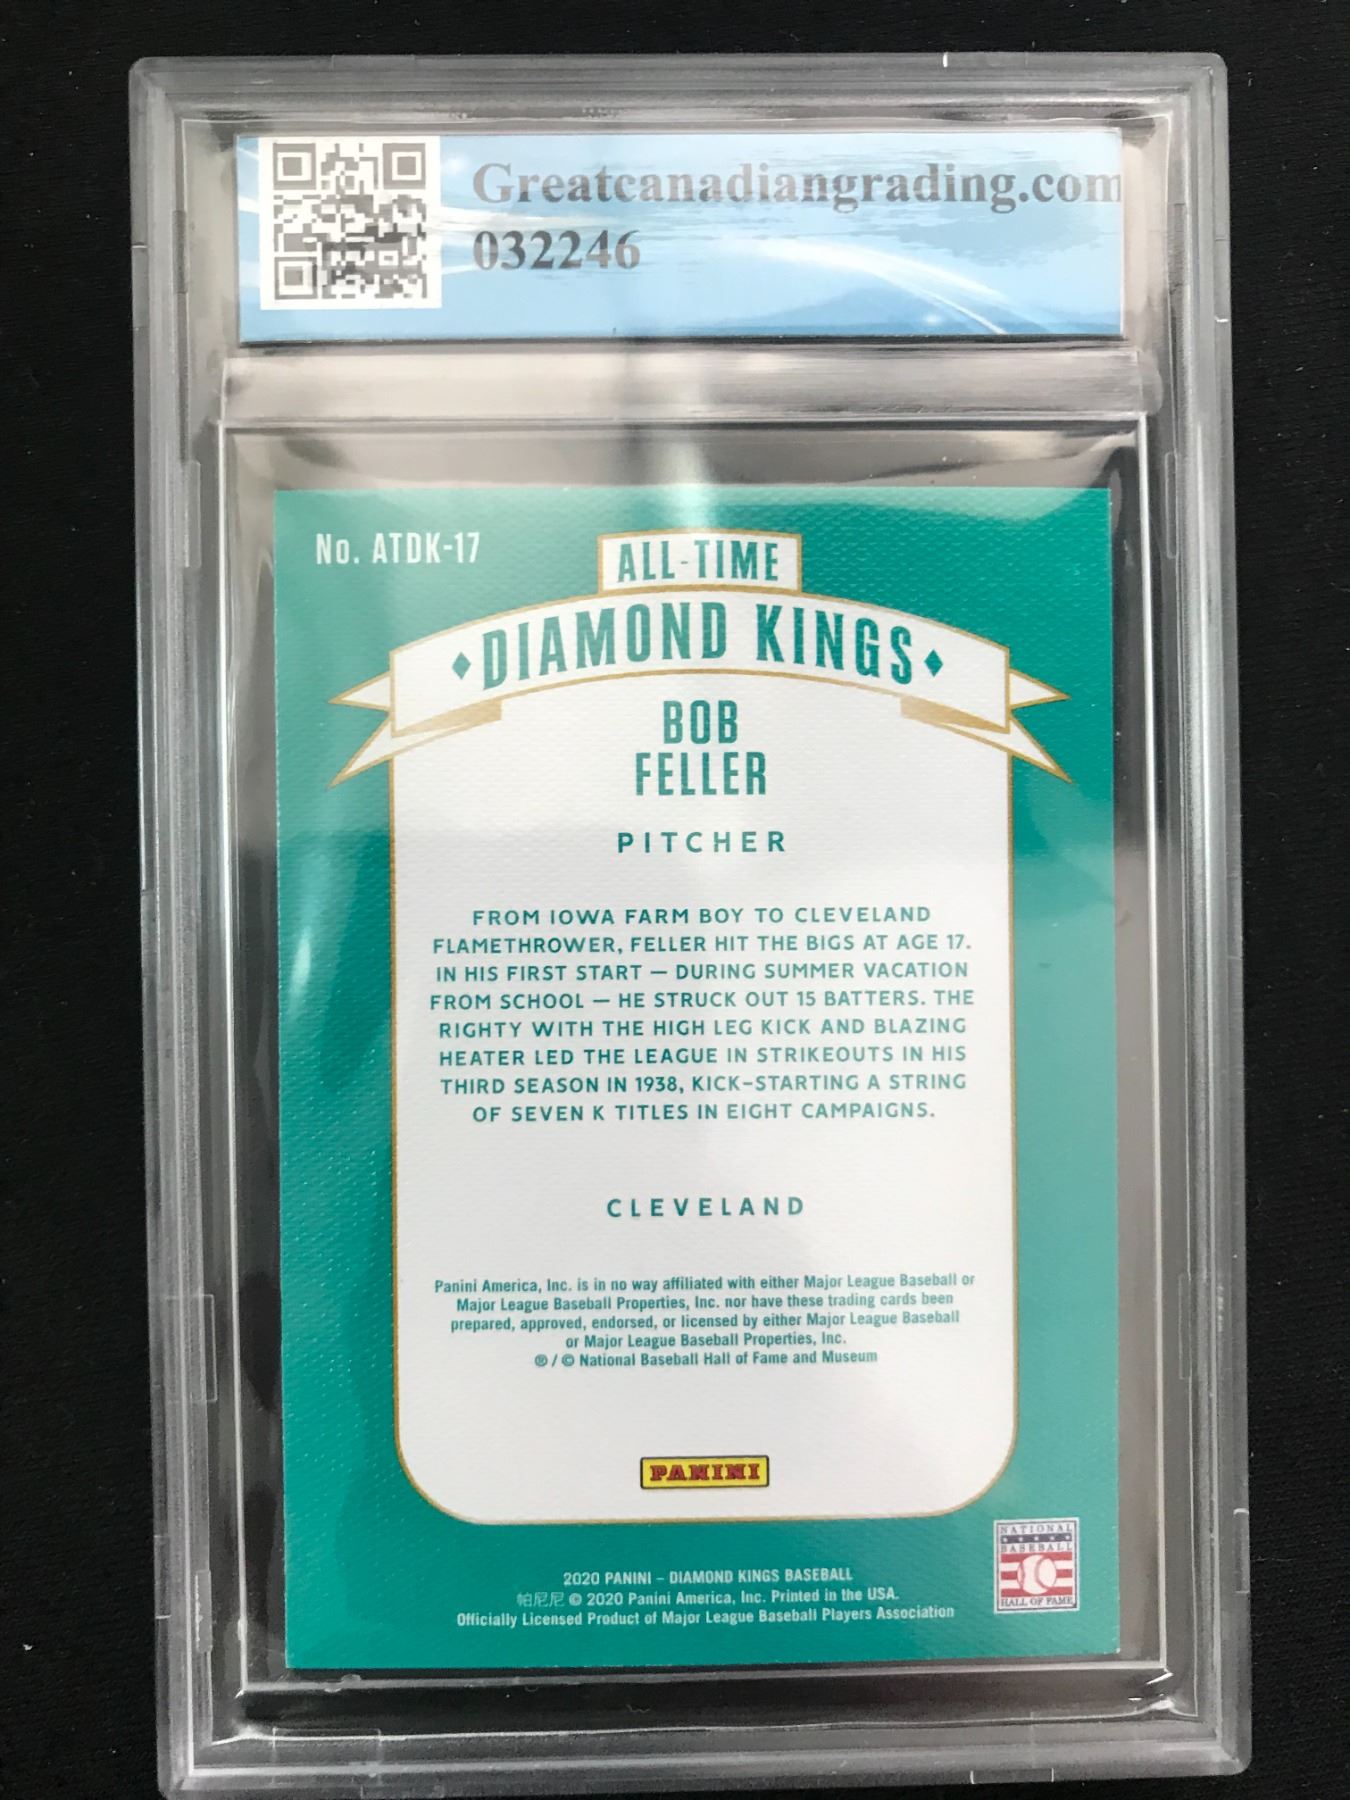 Greatcanadiangrading.com
032246
No. ATDK-17
ALL-TIME
DIAMOND KINGS
BOB
FELLER
PITCHER
FROM IOWA FARM BOY TO CLEVELAND
FLAMETHROWER, FELLER HIT THE BIGS AT AGE 17.
IN HIS FIRST START — DURING SUMMER VACATION
FROM SCHOOL — HE STRUCK OUT 15 BATTERS. THE
RIGHTY WITH THE HIGH LEG KICK AND BLAZING
HEATER LED THE LEAGUE IN STRIKEOUTS IN HIS
THIRD SEASON IN 1938, KICK-STARTING A STRING
OF SEVEN K TITLES IN EIGHT CAMPAIGNS.
CLEVELAND
Panini America, Inc. is in no way affiliated with either Major League Baseball or
Major League Baseball Properties, Inc. nor have these trading cards been
prepared, approved, endorsed, or licensed by either Major League Baseball
or Major League Baseball Properties, Inc.
® / © National Baseball Hall of Fame and Museum
PANINI
NATIONAL
BASEBALL
HALL OF FAME
2020 PANINI – DIAMOND KINGS BASEBALL
帕尼尼 © 2020 Panini America, Inc. Printed in the USA.
Officially Licensed Product of Major League Baseball Players Association